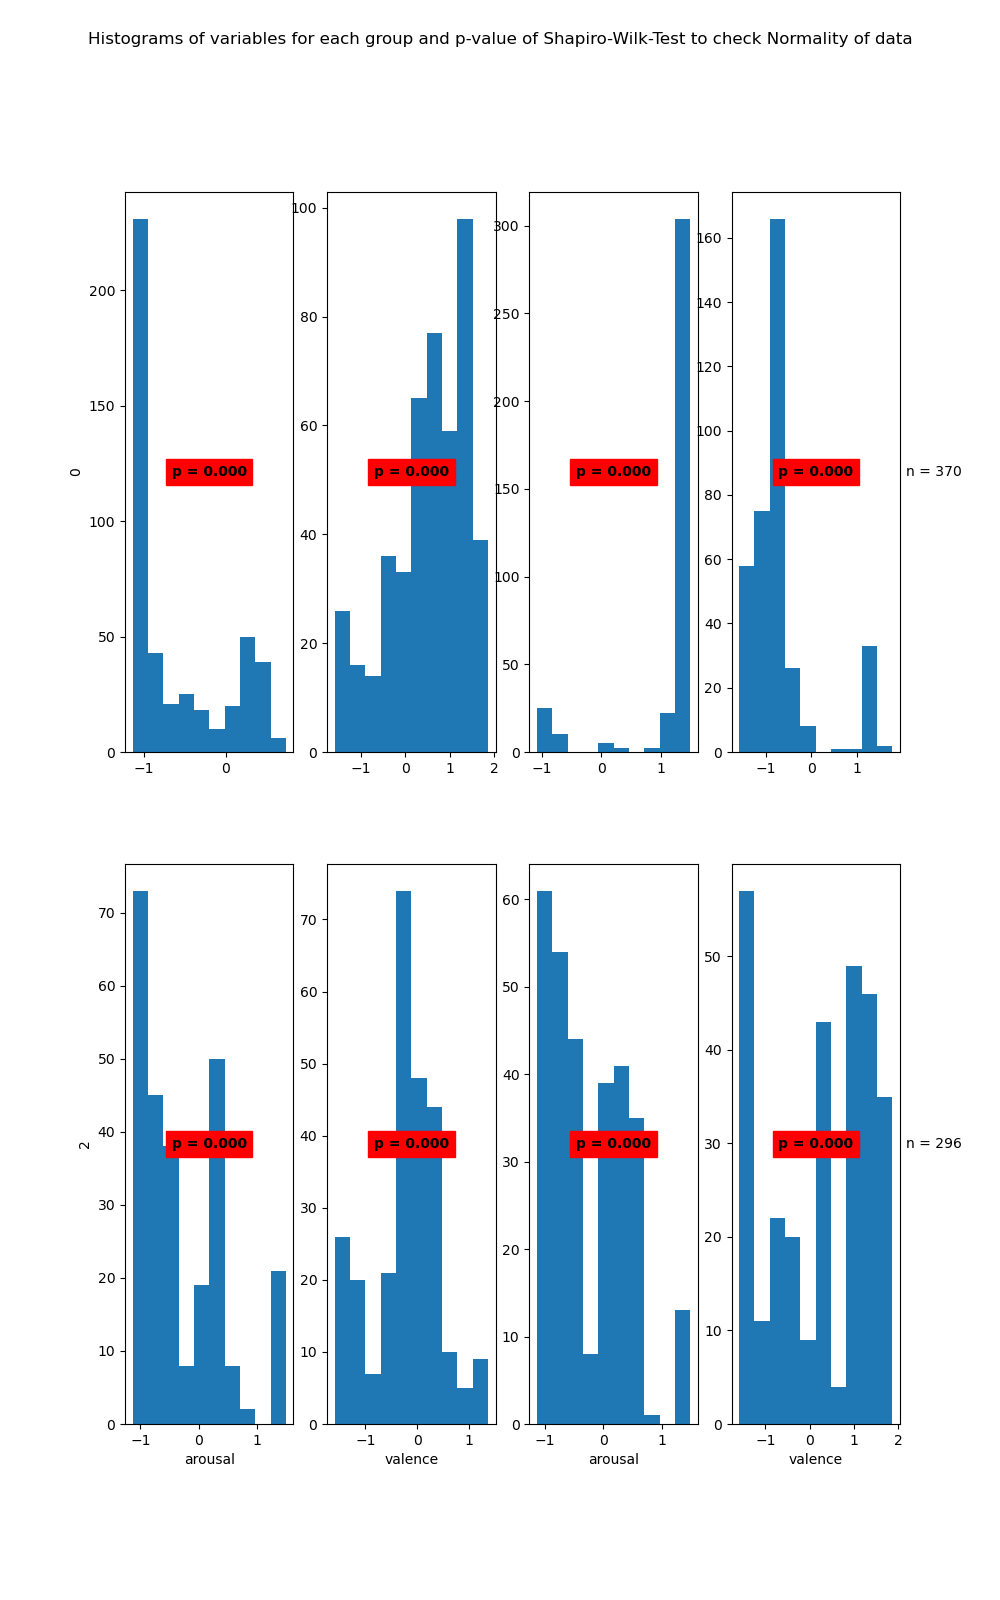 Histograms of variables for each group and p-value of Shapiro-Wilk-Test to check Normality of data
0
200
150
100
50
0
−1 0
p = 0.000
100
80
60
40
20
0
−1 0 1 2
p = 0.000
300
250
200
150
100
50
0
−1 0 1
p = 0.000
160
140
120
100
80
60
40
20
0
−1 0 1
p = 0.000
n = 370
2
70
60
50
40
30
20
10
0
−1 0 1
p = 0.000
arousal
70
60
50
40
30
20
10
0
−1 0 1
p = 0.000
valence
60
50
40
30
20
10
0
−1 0 1
p = 0.000
arousal
50
40
30
20
10
0
−1 0 1 2
p = 0.000
valence
n = 296